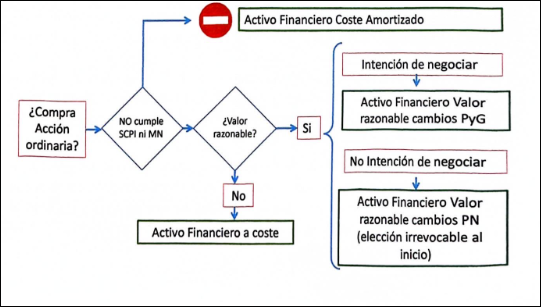 Activo Financiero Coste Amortizado
¿Compra
Acción
ordinaria?
NO cumple
SCPI ni MN
¿Valor
razonable?
Si
No
Activo Financiero a coste
Intención de negociar
Activo Financiero Valor
razonable cambios PyG
No Intención de negociar
Activo Financiero Valor
razonable cambios PN
(elección irrevocable al
inicio)